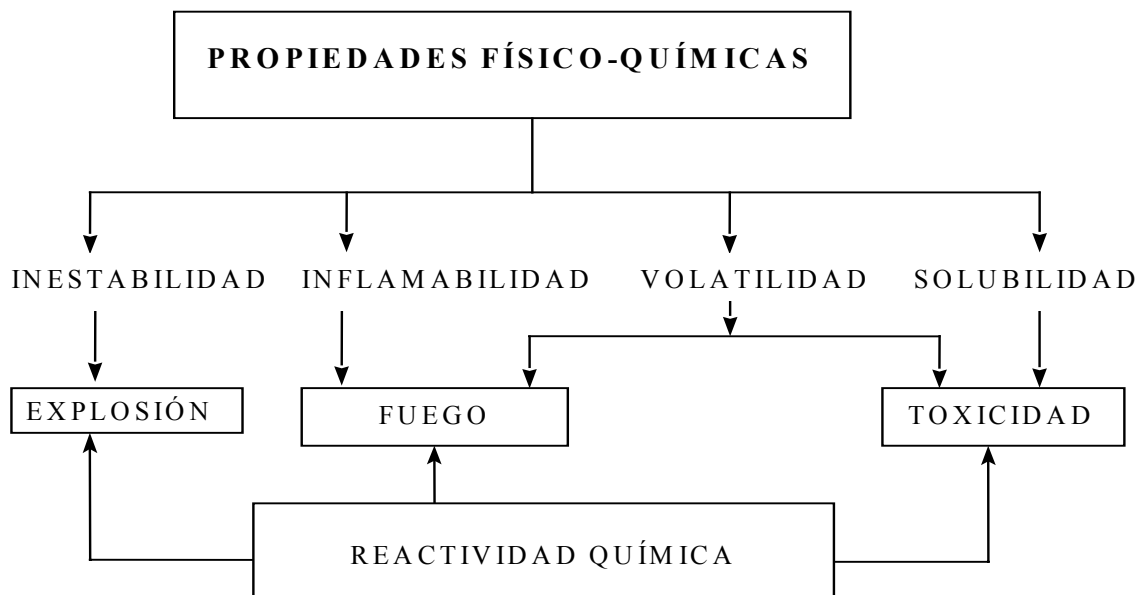 PROPIEDADES FÍSICO-QUÍMICAS
INESTABILIDAD
INFLAMABILIDAD
VOLATILIDAD
SOLUBILIDAD
EXPLOSIÓN
FUEGO
TOXICIDAD
REACTIVIDAD QUÍMICA